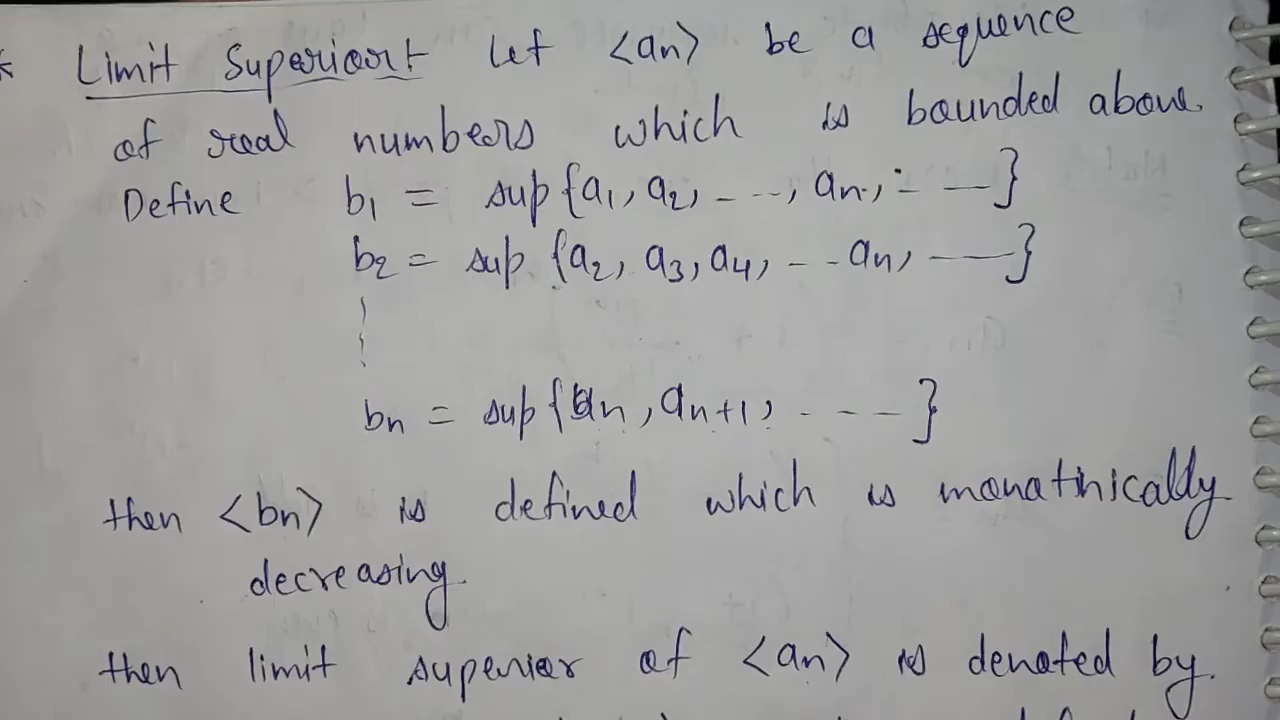 Limit Superior:- Let <an> be a sequence
of real numbers which is bounded above.
Define b1 = sup{a1, a2, - --, an, - —}
b2 = sup {a2, a3, a4, - - an, —}
bn = sup{an, an+1, - - - -}
then <bn> is defined which is monatinically
decreasing.
then limit superior of <an> is denoted by.